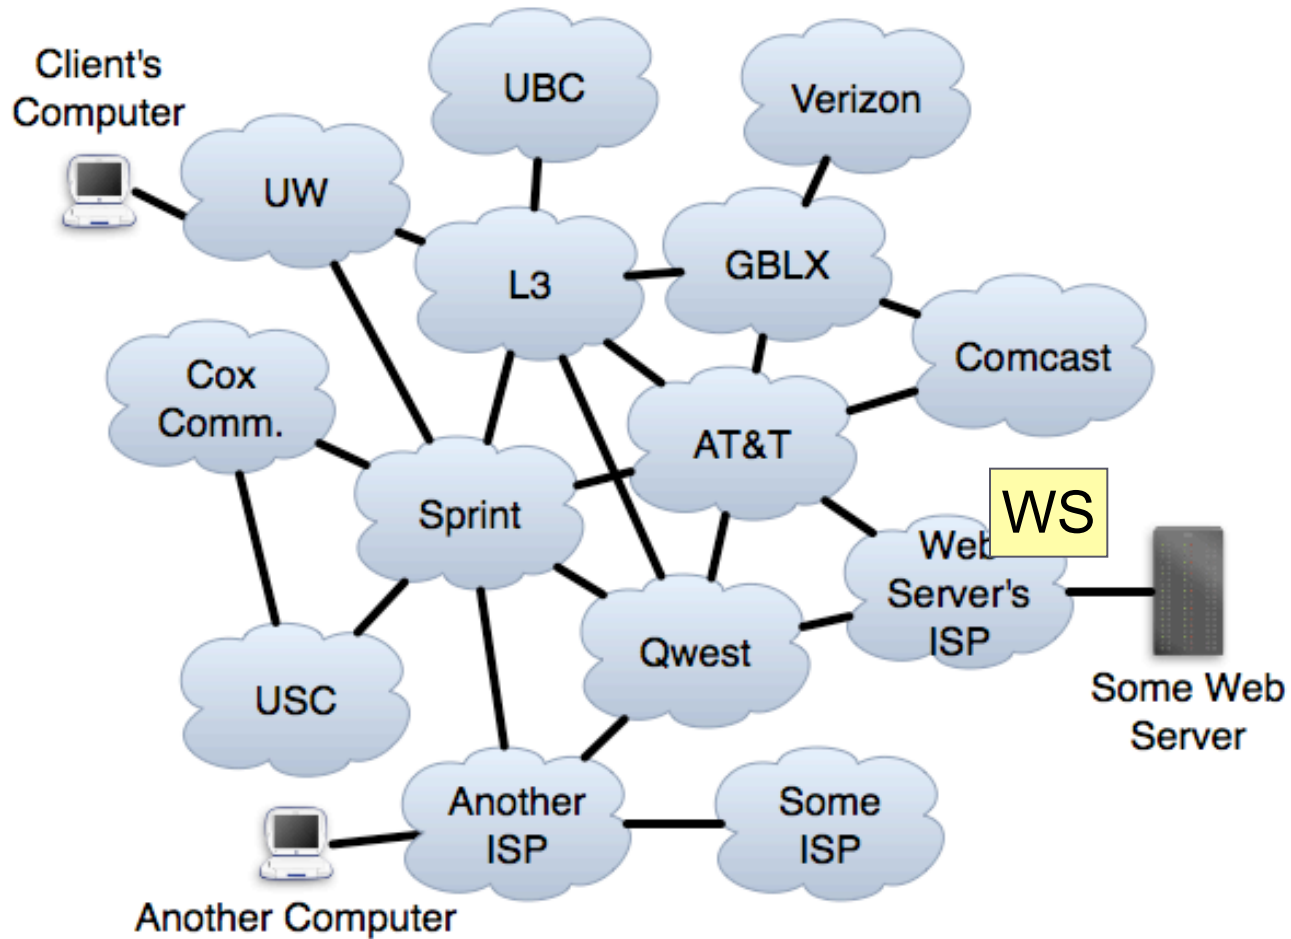 Client's
Computer
UBC
Verizon
UW
L3
GBLX
Comcast
Cox
Comm.
AT&T
Sprint
WS
Web
Server's
ISP
Qwest
USC
Some Web
Server
Another
ISP
Some
ISP
Another Computer